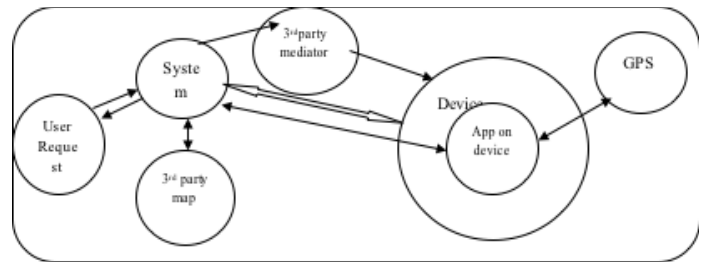 3rd party
mediator
GPS
Syste
m
Device
App on
device
User
Reque
st
3rd party
map